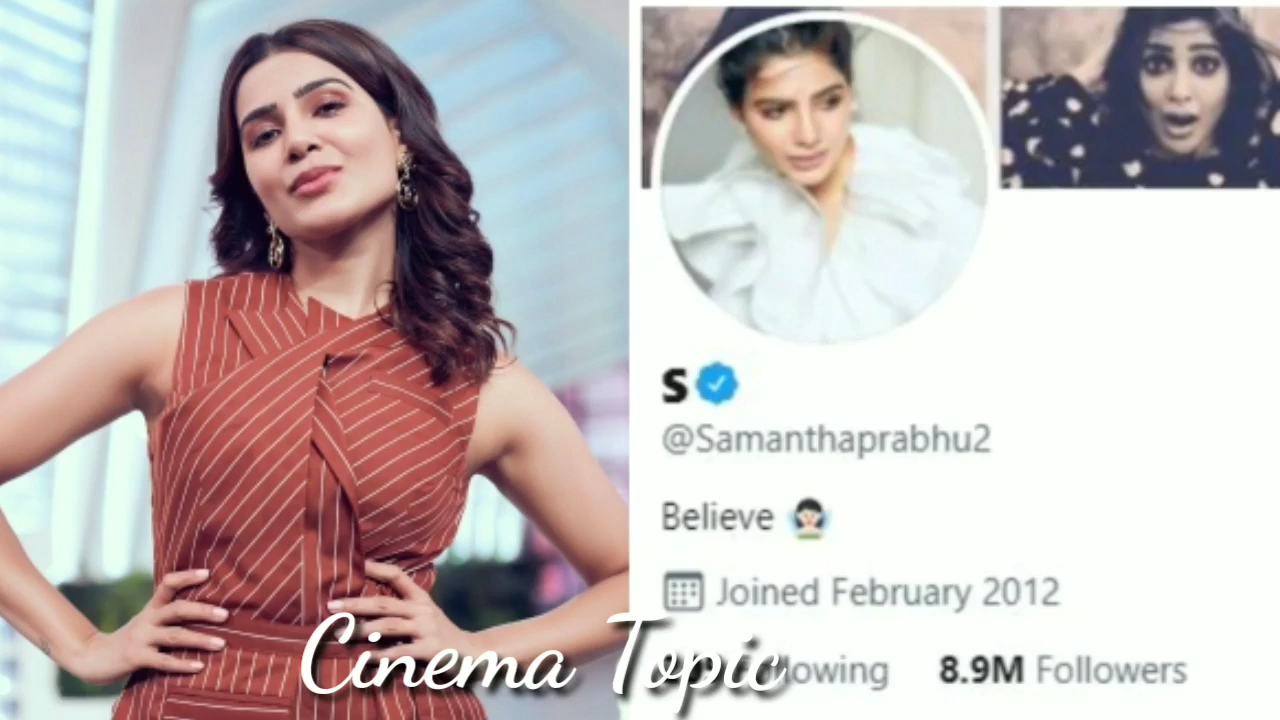 S
@Samanthaprabhu2
Believe
Joined February 2012
8.9M Followers
Cinema Topic